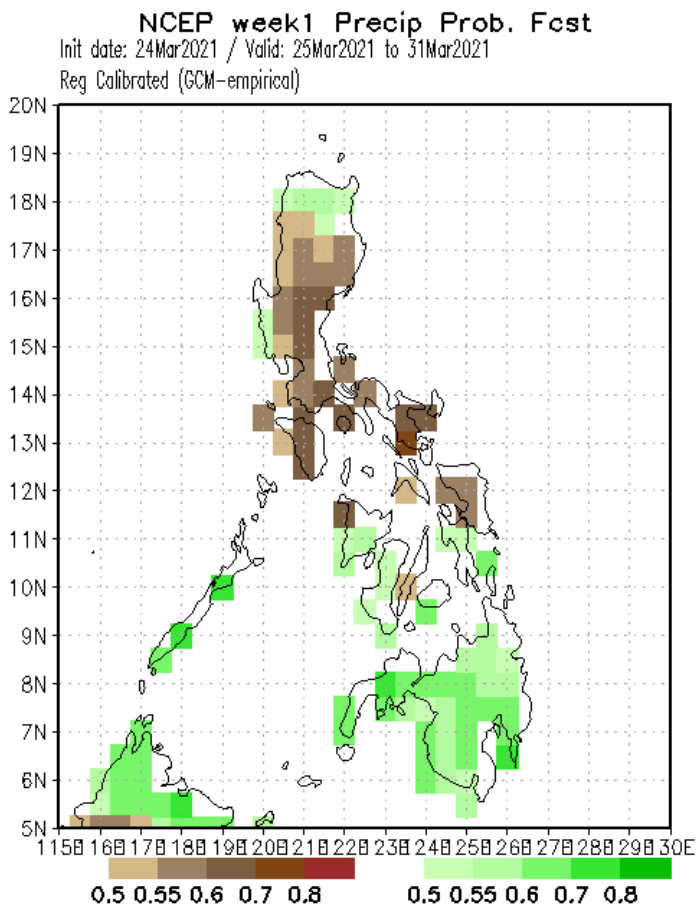 NCEP week1 Precip Prob. Fcst
Init date: 24Mar2021 / Valid: 25Mar2021 to 31Mar2021
Reg Calibrated (GCM-empirical)
20N
19N
18N
17N
16N
15N
14N
13N
12N
11N
10N
9N
8N
7N
6N
5N
115E 116E 117E 118E 119E 120E 121E 122E 123E 124E 125E 126E 127E 128E 129E 130E
0.5 0.55 0.6 0.7 0.8 0.5 0.55 0.6 0.7 0.8